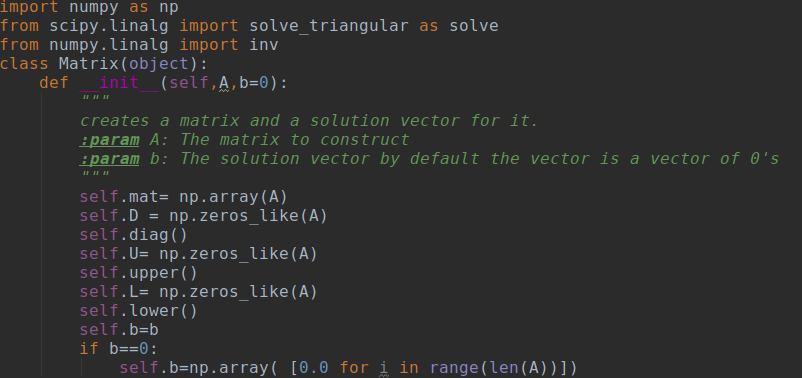 import numpy as np
from scipy.linalg import solve_triangular as solve
from numpy.linalg import inv
class Matrix(object):
    def __init__(self,A,b=0):
        """
        creates a matrix and a solution vector for it.
        :param A: The matrix to construct
        :param b: The solution vector by default the vector is a vector of 0's
        """
        self.mat= np.array(A)
        self.D = np.zeros_like(A)
        self.diag()
        self.U= np.zeros_like(A)
        self.upper()
        self.L= np.zeros_like(A)
        self.lower()
        self.b=b
        if b==0:
            self.b=np.array( [0.0 for i in range(len(A))])